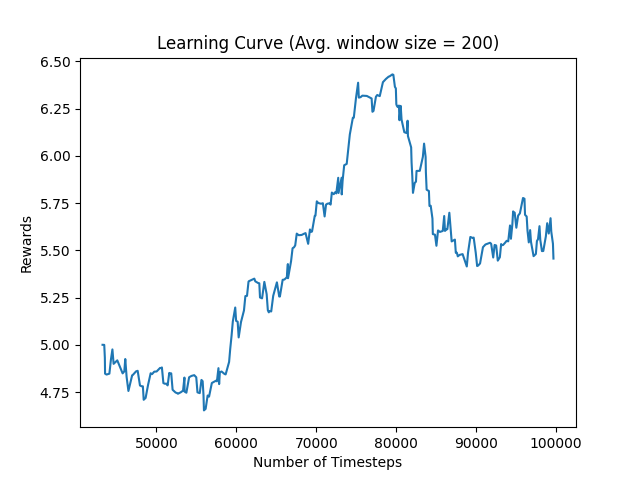 Learning Curve (Avg. window size = 200)
6.50
6.25
6.00
5.75
5.50
5.25
5.00
4.75
Rewards
50000 60000 70000 80000 90000 100000
Number of Timesteps